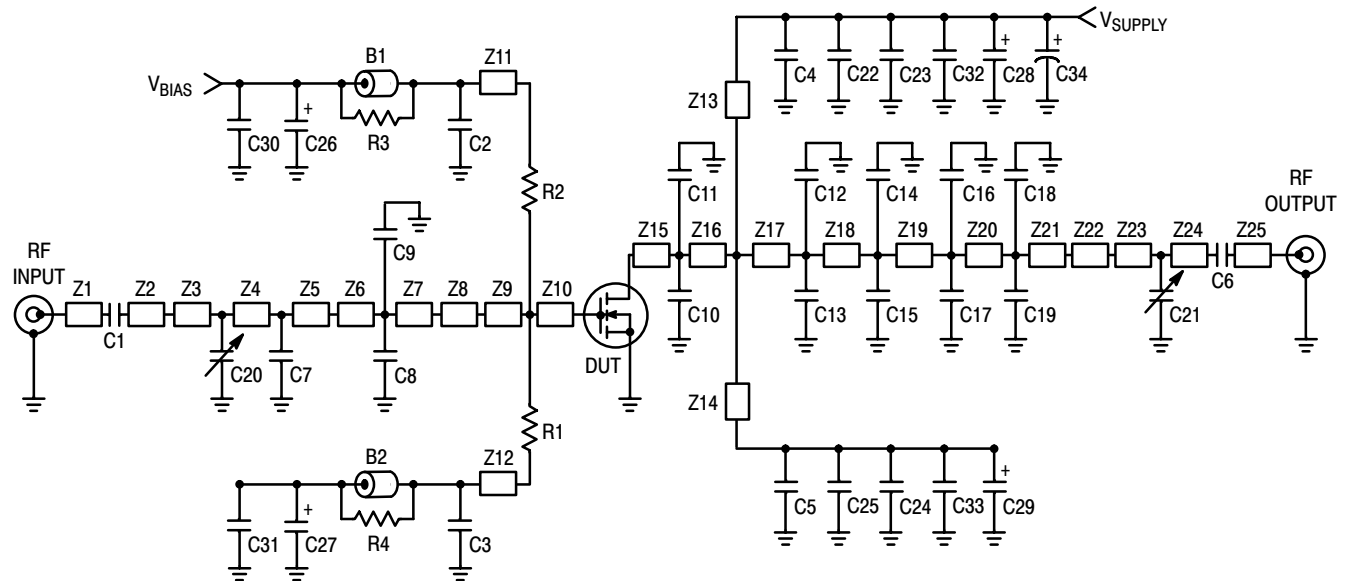 VSUPPLY
C4 C22 C23 C32 + C28 + C34
B1 Z11
VBIAS
Z13
C30 + C26 R3 C2
R2
C11 C12 C14 C16 C18
RF OUTPUT
Z15 Z16 Z17 Z18 Z19 Z20 Z21 Z22 Z23 Z24 Z25
C6
C9
RF INPUT
Z1 Z2 Z3 Z4 Z5 Z6 Z7 Z8 Z9 Z10
C1
C10 C13 C15 C17 C19 C21
C20 C7 C8 DUT
Z14
R1
B2 Z12
C31 + C27 R4 C3
C5 C25 C24 C33 + C29